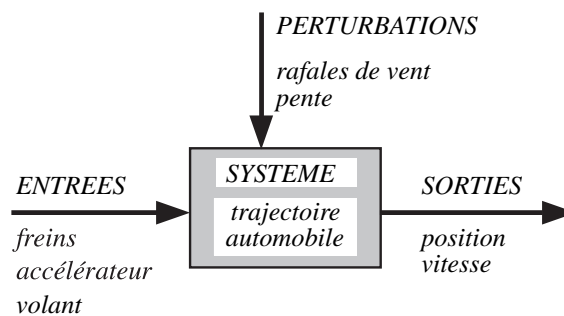 PERTURBATIONS
rafales de vent
pente
ENTREES
freins
accélérateur
volant
SYSTEME
trajectoire
automobile
SORTIES
position
vitesse